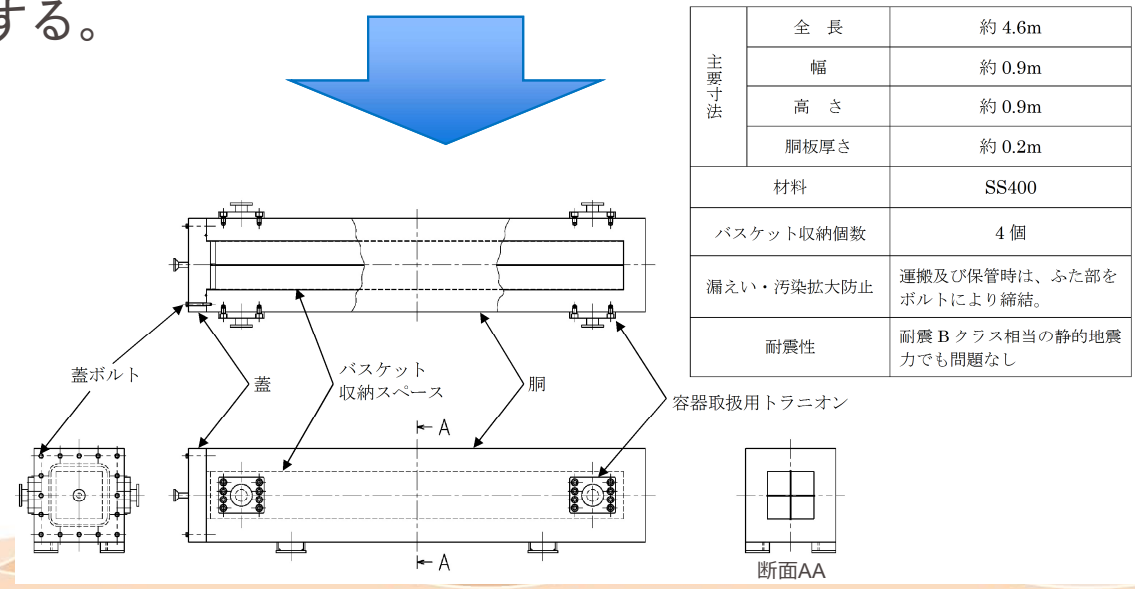 する。
主要寸法
全 長 約 4.6m
幅 約 0.9m
高 さ 約 0.9m
胴板厚さ 約 0.2m
材料 SS400
バスケット収納個数 4 個
漏えい・汚染拡大防止 運搬及び保管時は、ふた部を
ボルトにより締結。
耐震性 耐震 B クラス相当の静的地震
力でも問題なし
蓋ボルト
蓋
バスケット
収納スペース
胴
容器取扱用トラニオン
A
A
断面AA